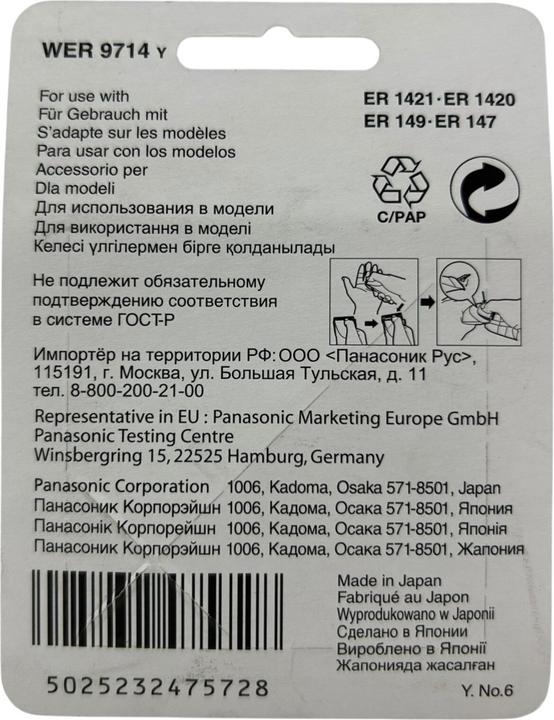 WER 9714 Y
For use with
Für Gebrauch mit
S'adapte sur les modèles
Para usar con los modelos
Accessorio per
Dla modeli
Для использования в модели
Для використання в моделі
Келесі үлгілермен бірге қолданылады
ER 1421·ER 1420
ER 149·ER 147
C/PAP
Не подлежит обязательному
подтверждению соответствия
в системе ГОСТ-Р
Импортёр на территории РФ: ООО <Панасоник Рус>,
115191, г. Москва, ул. Большая Тульская, д. 11
тел. 8-800-200-21-00
Representative in EU : Panasonic Marketing Europe GmbH
Panasonic Testing Centre
Winsbergring 15, 22525 Hamburg, Germany
Panasonic Corporation 1006, Kadoma, Osaka 571-8501, Japan
Панасоник Корпорэйшн 1006, Кадома, Осака 571-8501, Япония
Панасонік Корпорейшн 1006, Кадома, Осака 571-8501, Японія
Панасоник Корпорэйшн 1006, Кадома, Осака 571-8501, Жапония
5025232475728
Made in Japan
Fabriqué au Japon
Wyprodukowano w Japonii
Сделано в Японии
Вироблено в Японії
Жапонияда жасалған
Y. No.6